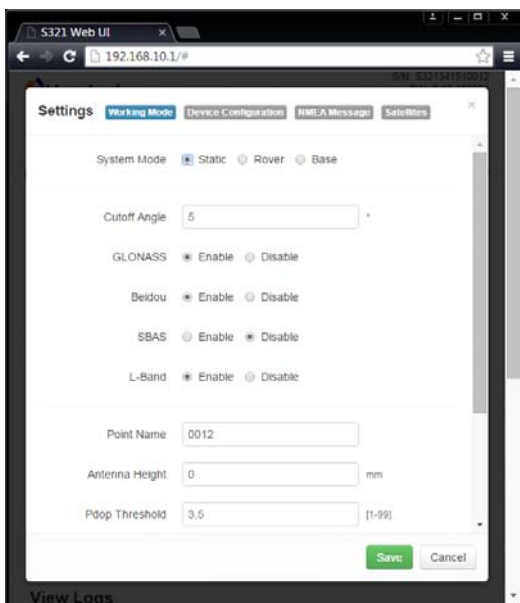 S321 Web UI
192.168.10.1/#
S/N: S321341510012
Settings Working Mode Device Configuration NMEA Message Satellites
System Mode Static Rover Base
Cutoff Angle 5 °
GLONASS Enable Disable
Beidou Enable Disable
SBAS Enable Disable
L-Band Enable Disable
Point Name 0012
Antenna Height 0 mm
Pdop Threshold 3.5 [1-99]
Save Cancel
View Logs